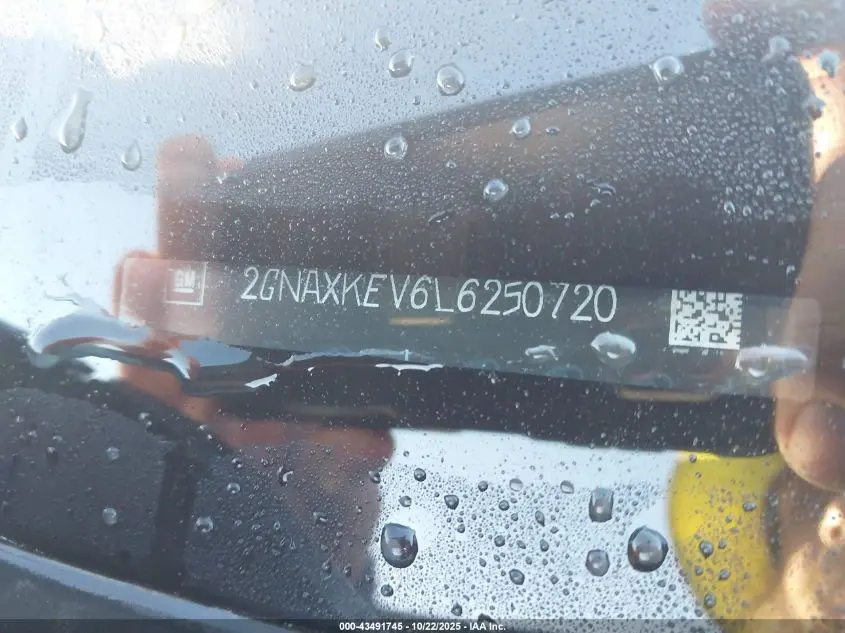 GM
2GNAXKEV6L6250720
000-43491745 - 10/22/2025 - IAA Inc.